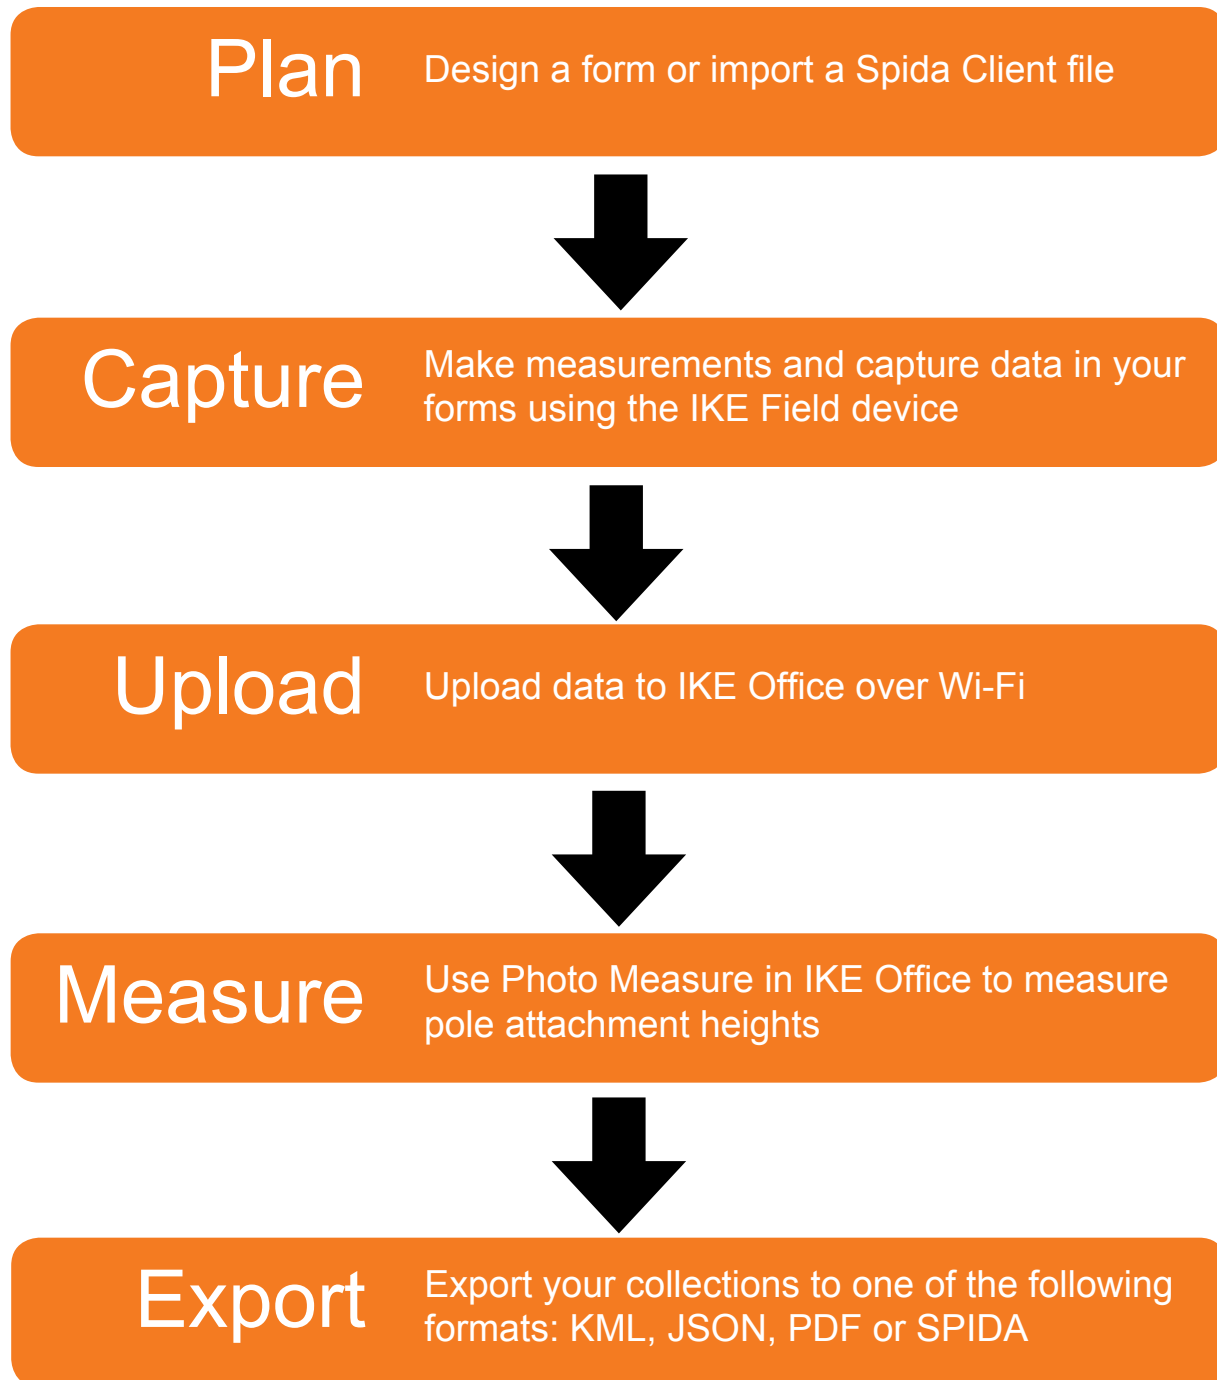 Plan
Design a form or import a Spida Client file
Capture
Make measurements and capture data in your
forms using the IKE Field device
Upload
Upload data to IKE Office over Wi-Fi
Measure
Use Photo Measure in IKE Office to measure
pole attachment heights
Export
Export your collections to one of the following
formats: KML, JSON, PDF or SPIDA